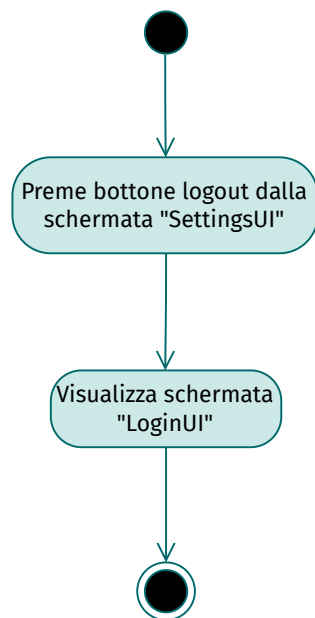 Preme bottone logout dalla
schermata "SettingsUI"
Visualizza schermata
"LoginUI"